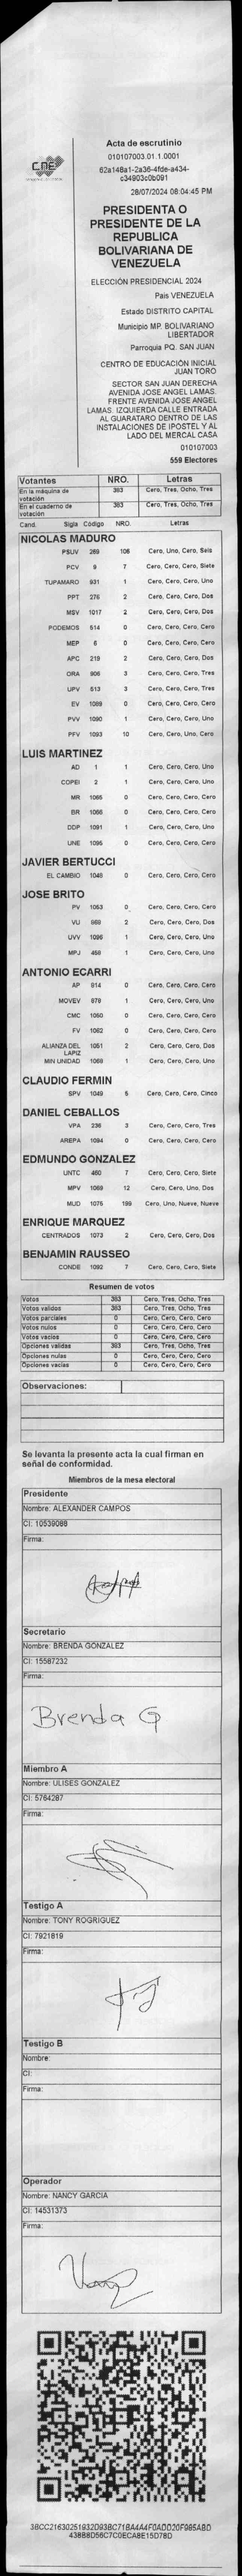 CNE
Acta de escrutinio
010107003.01.1.0001
62a148a1-2a36-4fde-a434-
c34903c0b091
28/07/2024 08:04:45 PM
PRESIDENTA O
PRESIDENTE DE LA
REPUBLICA
BOLIVARIANA DE
VENEZUELA
ELECCIÓN PRESIDENCIAL 2024
Pais VENEZUELA
Estado DISTRITO CAPITAL
Municipio MP. BOLIVARIANO
LIBERTADOR
Parroquia PQ. SAN JUAN
CENTRO DE EDUCACIÓN INICIAL
JUAN TORO
SECTOR SAN JUAN DERECHA
AVENIDA JOSE ANGEL LAMAS.
FRENTE AVENIDA JOSE ANGEL
LAMAS. IZQUIERDA CALLE ENTRADA
AL GUARATARO DENTRO DE LAS
INSTALACIONES DE IPOSTEL Y AL
LADO DEL MERCAL CASA
010107003
559 Electores
Votantes NRO. Letras
En la máquina de votación 383 Cero, Tres, Ocho, Tres
En el cuaderno de votación 383 Cero, Tres, Ocho, Tres
Cand. Sigla Código NRO. Letras
NICOLAS MADURO
PSUV 269 106 Cero, Uno, Cero, Seis
PCV 9 7 Cero, Cero, Cero, Siete
TUPAMARO 931 1 Cero, Cero, Cero, Uno
PPT 276 2 Cero, Cero, Cero, Dos
MSV 1017 2 Cero, Cero, Cero, Dos
PODEMOS 514 0 Cero, Cero, Cero, Cero
MEP 6 0 Cero, Cero, Cero, Cero
APC 219 2 Cero, Cero, Cero, Dos
ORA 906 3 Cero, Cero, Cero, Tres
UPV 613 3 Cero, Cero, Cero, Tres
EV 1089 0 Cero, Cero, Cero, Cero
PVV 1090 1 Cero, Cero, Cero, Uno
PFV 1093 10 Cero, Cero, Uno, Cero
LUIS MARTINEZ
AD 1 1 Cero, Cero, Cero, Uno
COPEI 2 1 Cero, Cero, Cero, Uno
MR 1065 0 Cero, Cero, Cero, Cero
BR 1066 0 Cero, Cero, Cero, Cero
DDP 1091 1 Cero, Cero, Cero, Uno
UNE 1095 0 Cero, Cero, Cero, Cero
JAVIER BERTUCCI
EL CAMBIO 1048 0 Cero, Cero, Cero, Cero
JOSE BRITO
PV 1053 0 Cero, Cero, Cero, Cero
VU 868 2 Cero, Cero, Cero, Dos
UVV 1096 1 Cero, Cero, Cero, Uno
MPJ 458 1 Cero, Cero, Cero, Uno
ANTONIO ECARRI
AP 914 0 Cero, Cero, Cero, Cero
MOVEV 879 1 Cero, Cero, Cero, Uno
CMC 1050 0 Cero, Cero, Cero, Cero
FV 1052 0 Cero, Cero, Cero, Cero
ALIANZA DEL LAPIZ 1051 2 Cero, Cero, Cero, Dos
MIN UNIDAD 1069 1 Cero, Cero, Cero, Uno
CLAUDIO FERMIN
SPV 1049 5 Cero, Cero, Cero, Cinco
DANIEL CEBALLOS
VPA 236 3 Cero, Cero, Cero, Tres
AREPA 1094 0 Cero, Cero, Cero, Cero
EDMUNDO GONZALEZ
UNTC 460 7 Cero, Cero, Cero, Siete
MPV 1069 12 Cero, Cero, Uno, Dos
MUD 1075 199 Cero, Uno, Nueve, Nueve
ENRIQUE MARQUEZ
CENTRADOS 1073 2 Cero, Cero, Cero, Dos
BENJAMIN RAUSSEO
CONDE 1092 7 Cero, Cero, Cero, Siete
Resumen de votos
Votos 383 Cero, Tres, Ocho, Tres
Votos validos 383 Cero, Tres, Ocho, Tres
Votos parciales 0 Cero, Cero, Cero, Cero
Votos nulos 0 Cero, Cero, Cero, Cero
Votos vacios 0 Cero, Cero, Cero, Cero
Opciones validas 383 Cero, Tres, Ocho, Tres
Opciones nulas 0 Cero, Cero, Cero, Cero
Opciones vacias 0 Cero, Cero, Cero, Cero
Observaciones:
Se levanta la presente acta la cual firman en
señal de conformidad.
Miembros de la mesa electoral
Presidente
Nombre: ALEXANDER CAMPOS
CI: 10539088
Firma:
Secretario
Nombre: BRENDA GONZALEZ
CI: 15587232
Firma:
Brenda G
Miembro A
Nombre: ULISES GONZALEZ
CI: 5764287
Firma:
Testigo A
Nombre: TONY ROGRIGUEZ
CI: 7921819
Firma:
Testigo B
Nombre:
CI:
Firma:
Operador
Nombre: NANCY GARCIA
CI: 14531373
Firma:
38CC21630251932D93BC71BA4A4F0ADD20F985ABD
438B8D56C7C0ECA8E15D78D